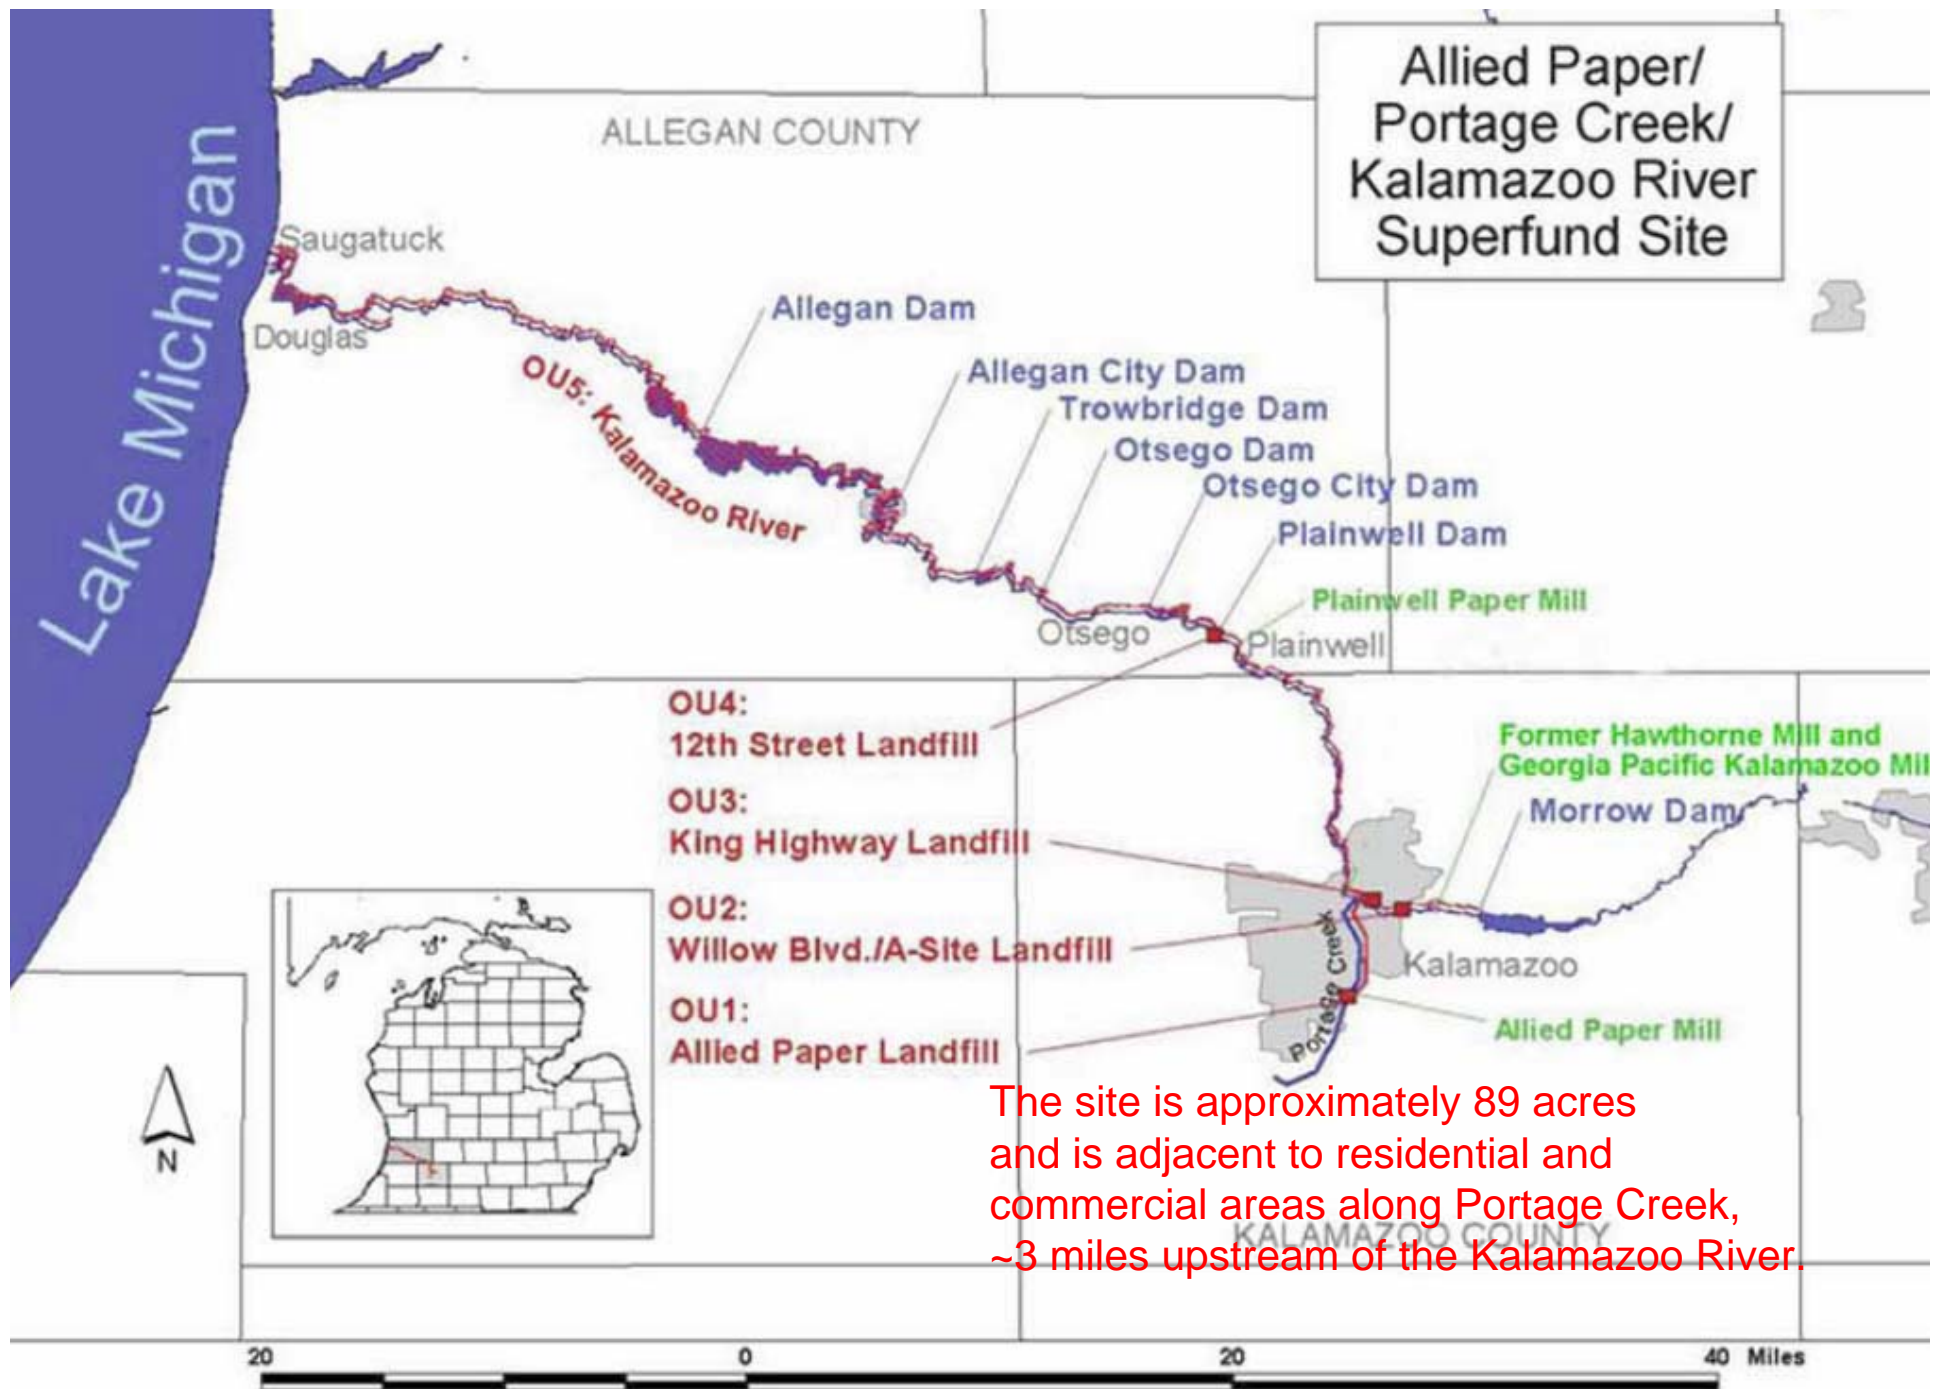 Allied Paper/
Portage Creek/
Kalamazoo River
Superfund Site
ALLEGAN COUNTY
Lake Michigan
Saugatuck
Douglas
Allegan Dam
Allegan City Dam
Trowbridge Dam
Otsego Dam
Otsego City Dam
Plainwell Dam
OU5: Kalamazoo River
Plainwell Paper Mill
Otsego
Plainwell
OU4:
12th Street Landfill
Former Hawthorne Mill and
Georgia Pacific Kalamazoo Mil
Morrow Dam
OU3:
King Highway Landfill
OU2:
Willow Blvd./A-Site Landfill
Portage Creek
Kalamazoo
OU1:
Allied Paper Landfill
Allied Paper Mill
N
The site is approximately 89 acres
and is adjacent to residential and
commercial areas along Portage Creek,
KALAMAZOO COUNTY
~3 miles upstream of the Kalamazoo River.
20 0 20 40 Miles